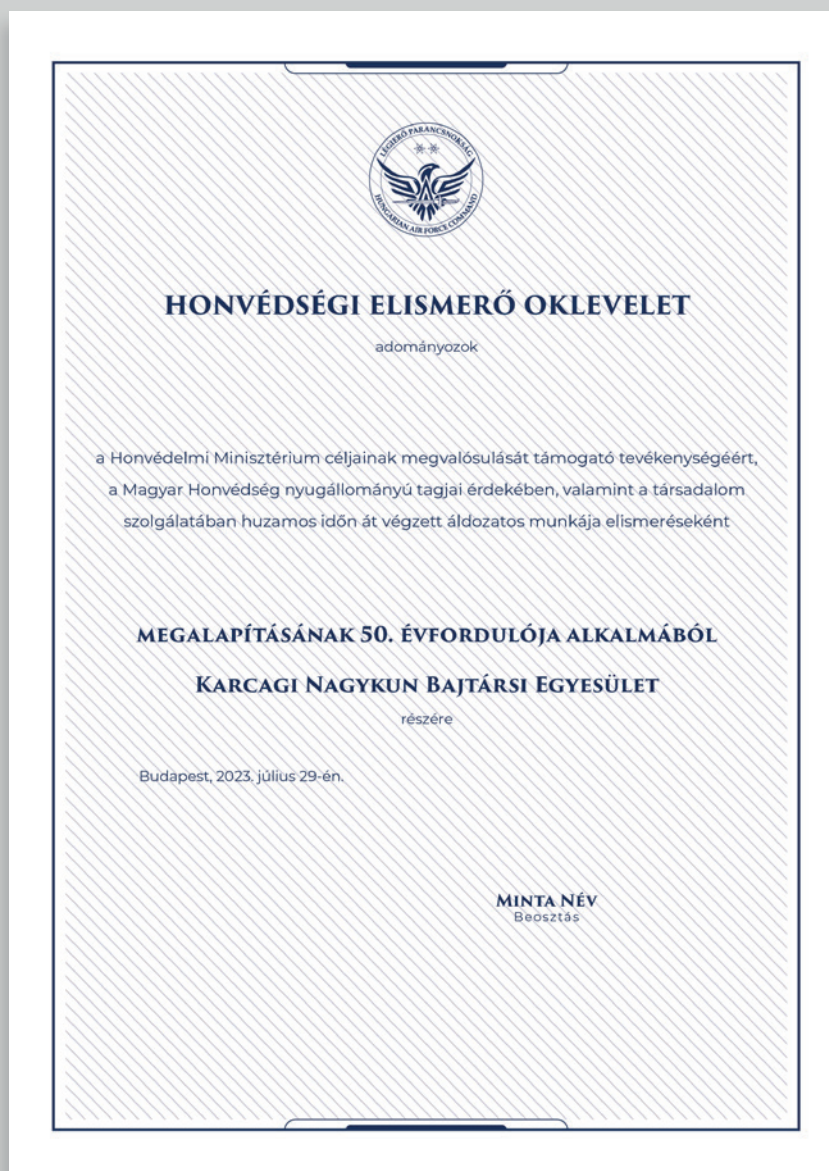 LÉGIERŐ PARANCSNOKSÁG
HUNGARIAN AIR FORCE COMMAND
HONVÉDSÉGI ELISMERŐ OKLEVELET
adományozok
a Honvédelmi Minisztérium céljainak megvalósulását támogató tevékenységéért,
a Magyar Honvédség nyugállományú tagjai érdekében, valamint a társadalom
szolgálatában huzamos időn át végzett áldozatos munkája elismeréseként
MEGALAPÍTÁSÁNAK 50. ÉVFORDULÓJA ALKALMÁBÓL
KARCAGI NAGYKUN BAJTÁRSI EGYESÜLET
részére
Budapest, 2023. július 29-én.
MINTA NÉV
Beosztás